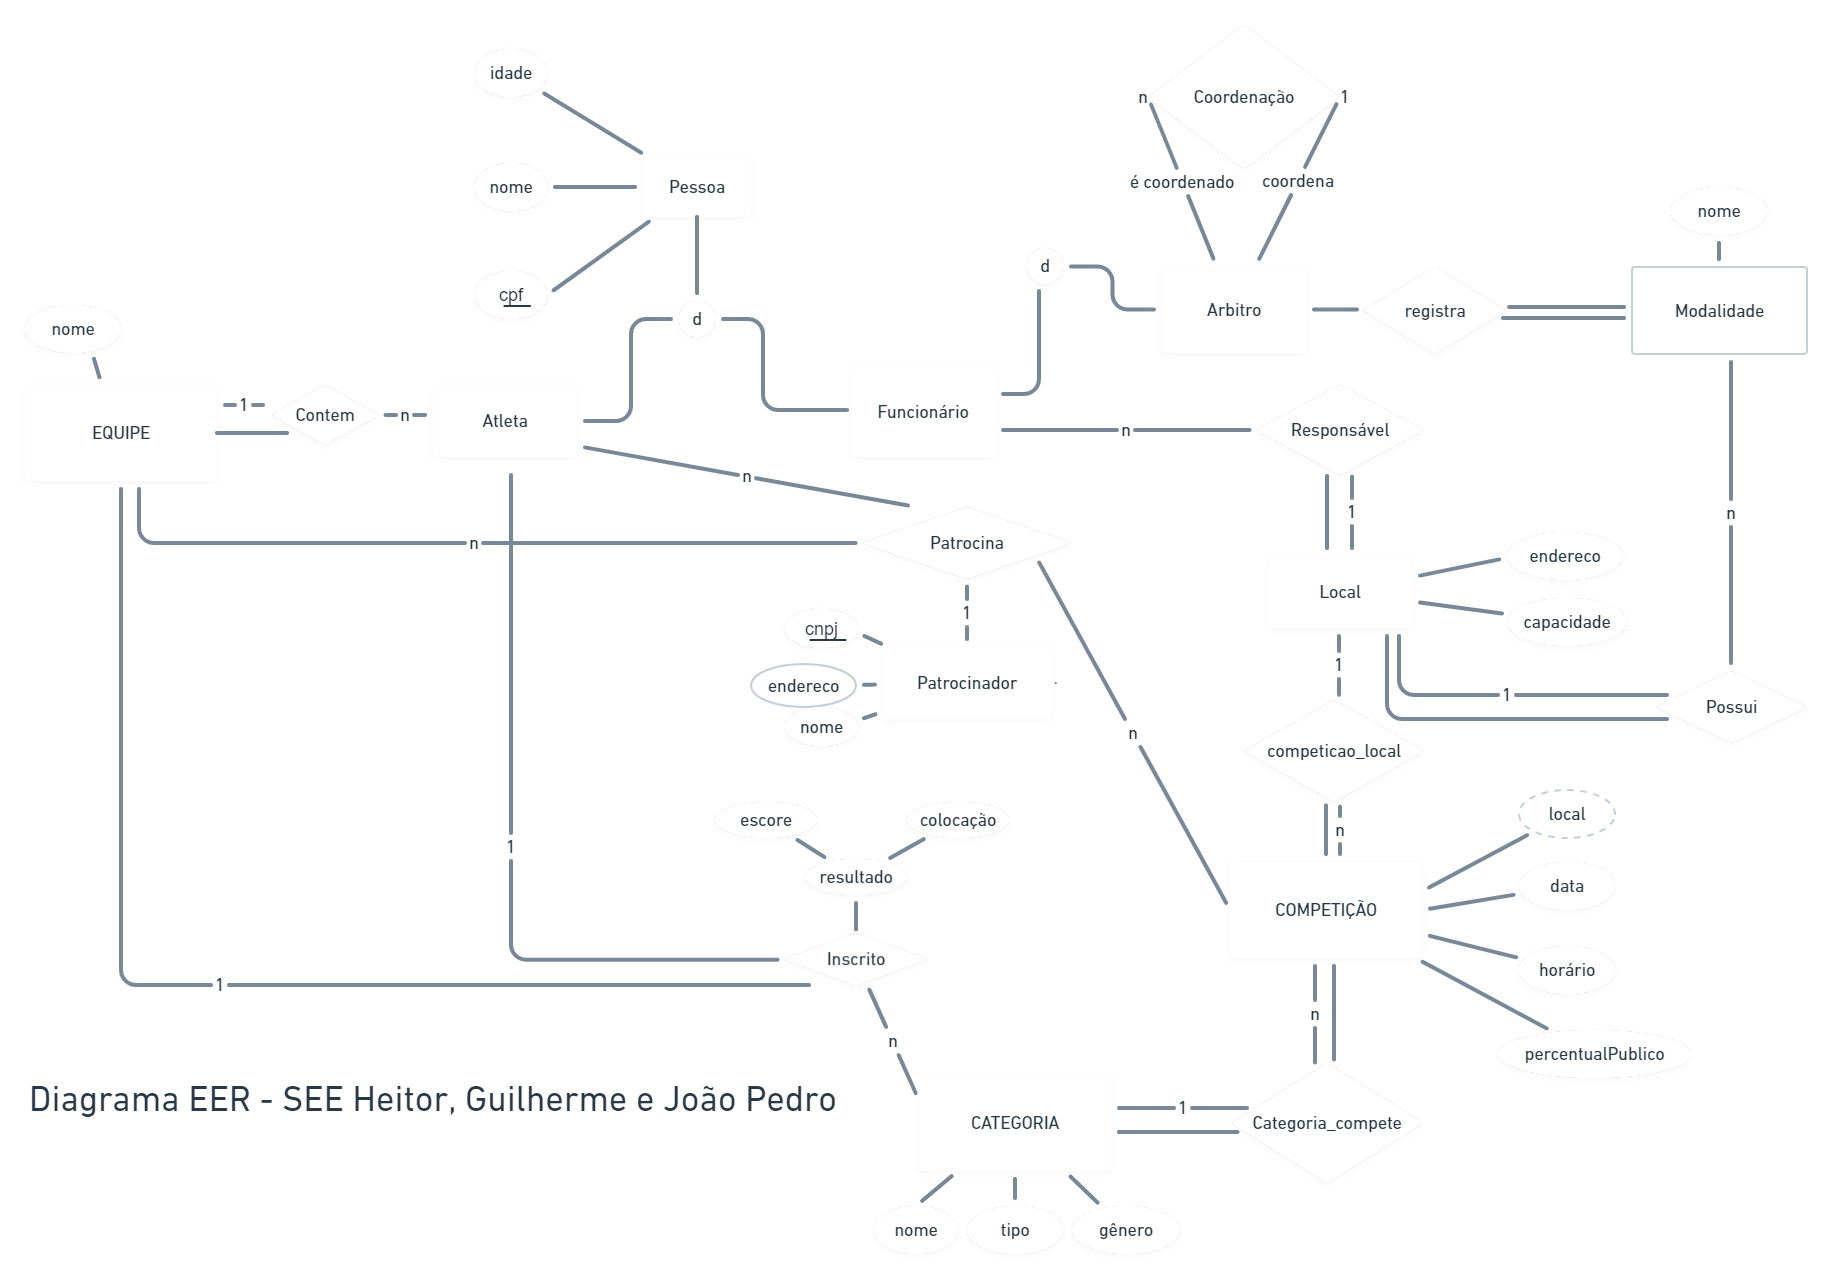 idade
nome
Pessoa
cpf
d
n
Coordenação
1
é coordenado
coordena
d
nome
Arbitro
registra
Modalidade
nome
EQUIPE
1
Contem
n
Atleta
Funcionário
n
Responsável
n
n
Patrocina
1
1
n
endereco
Local
capacidade
cnpj
endereco
nome
Patrocinador
n
1
1
Possui
competicao_local
1
escore
colocação
resultado
n
local
data
COMPETIÇÃO
horário
percentualPublico
Inscrito
1
n
n
Diagrama EER - SEE Heitor, Guilherme e João Pedro
CATEGORIA
1
Categoria_compete
nome
tipo
gênero